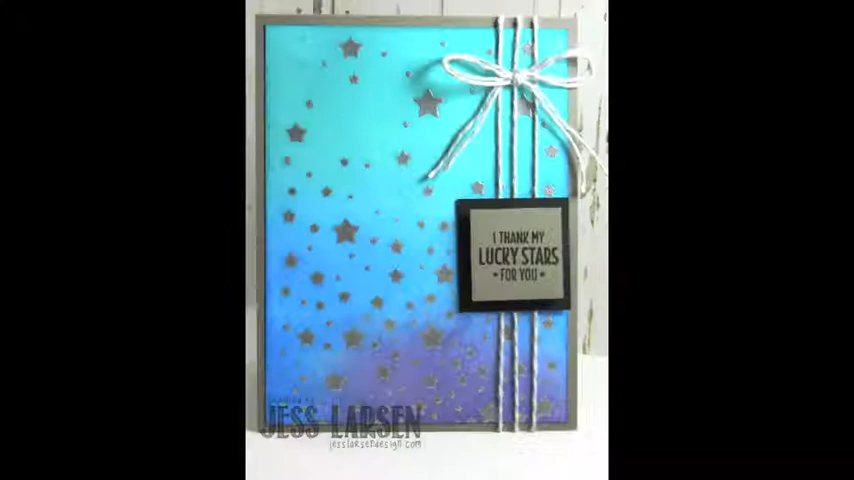 I THANK MY
LUCKY STARS
• FOR YOU •
JESS LARSEN
jesslarsendesign.com